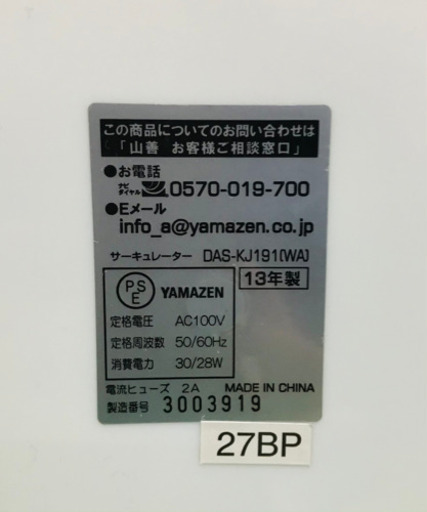 この商品についてのお問い合わせは
「山善 お客様ご相談窓口」
●お電話
ナビダイヤル 0570-019-700
●Eメール
info_a@yamazen.co.jp
サーキュレーター DAS-KJ191(WA)
13年製
PSE YAMAZEN
定格電圧 AC100V
定格周波数 50/60Hz
消費電力 30/28W
電流ヒューズ 2A MADE IN CHINA
製造番号 3003919
27BP